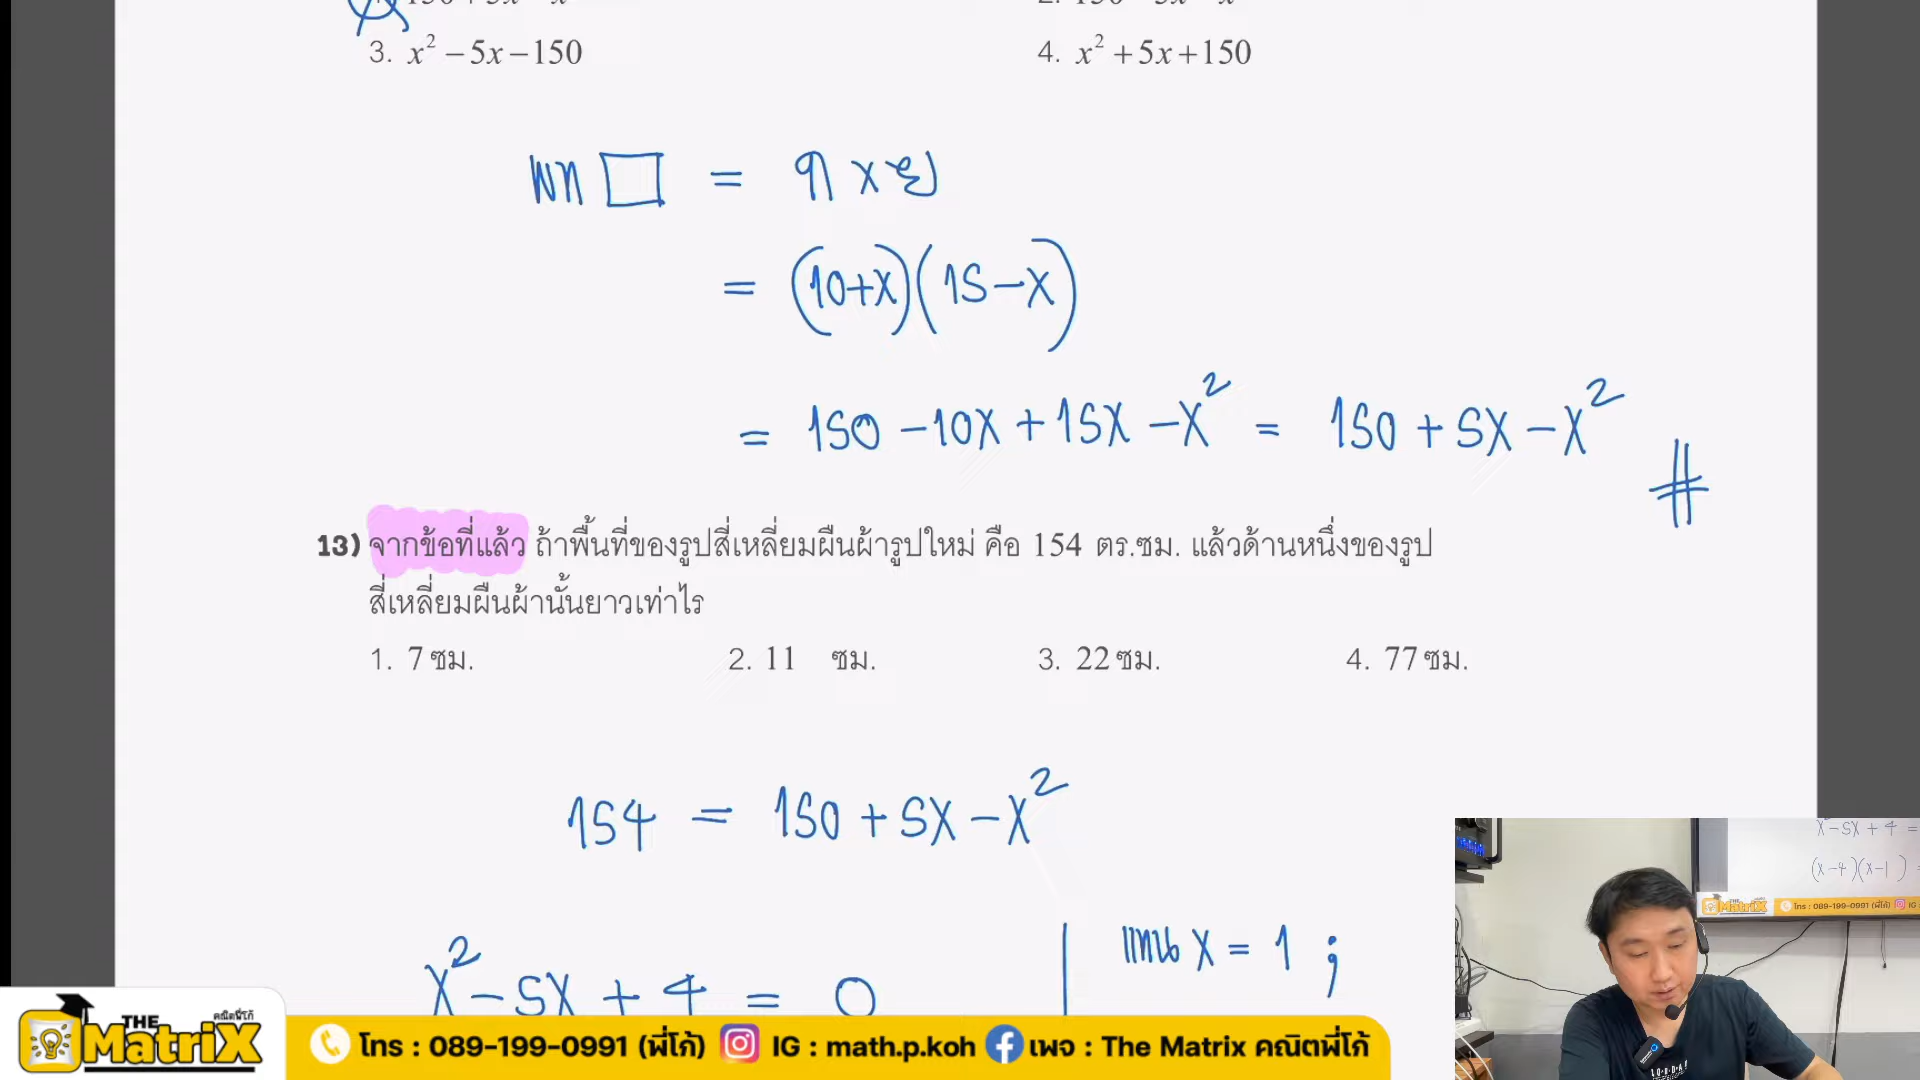 3. x² − 5x − 150
4. x² + 5x + 150
พท □ = ก × ย
= (10+x)(15−x)
= 150 − 10x + 15x − x² = 150 + 5x − x²
13) จากข้อที่แล้ว ถ้าพื้นที่ของรูปสี่เหลี่ยมผืนผ้ารูปใหม่ คือ 154 ตร.ซม. แล้วด้านหนึ่งของรูป
สี่เหลี่ยมผืนผ้านั้นยาวเท่าไร
1. 7 ซม. 2. 11 ซม. 3. 22 ซม. 4. 77 ซม.
154 = 150 + 5x − x²
x² − 5x + 4 = 0
แทน x = 1 ;
x² − 5x + 4 =
(x−4)(x−1)
THE MatriX คณิตพี่โก้
โทร : 089-199-0991 (พี่โก้) IG : math.p.koh เพจ : The Matrix คณิตพี่โก้